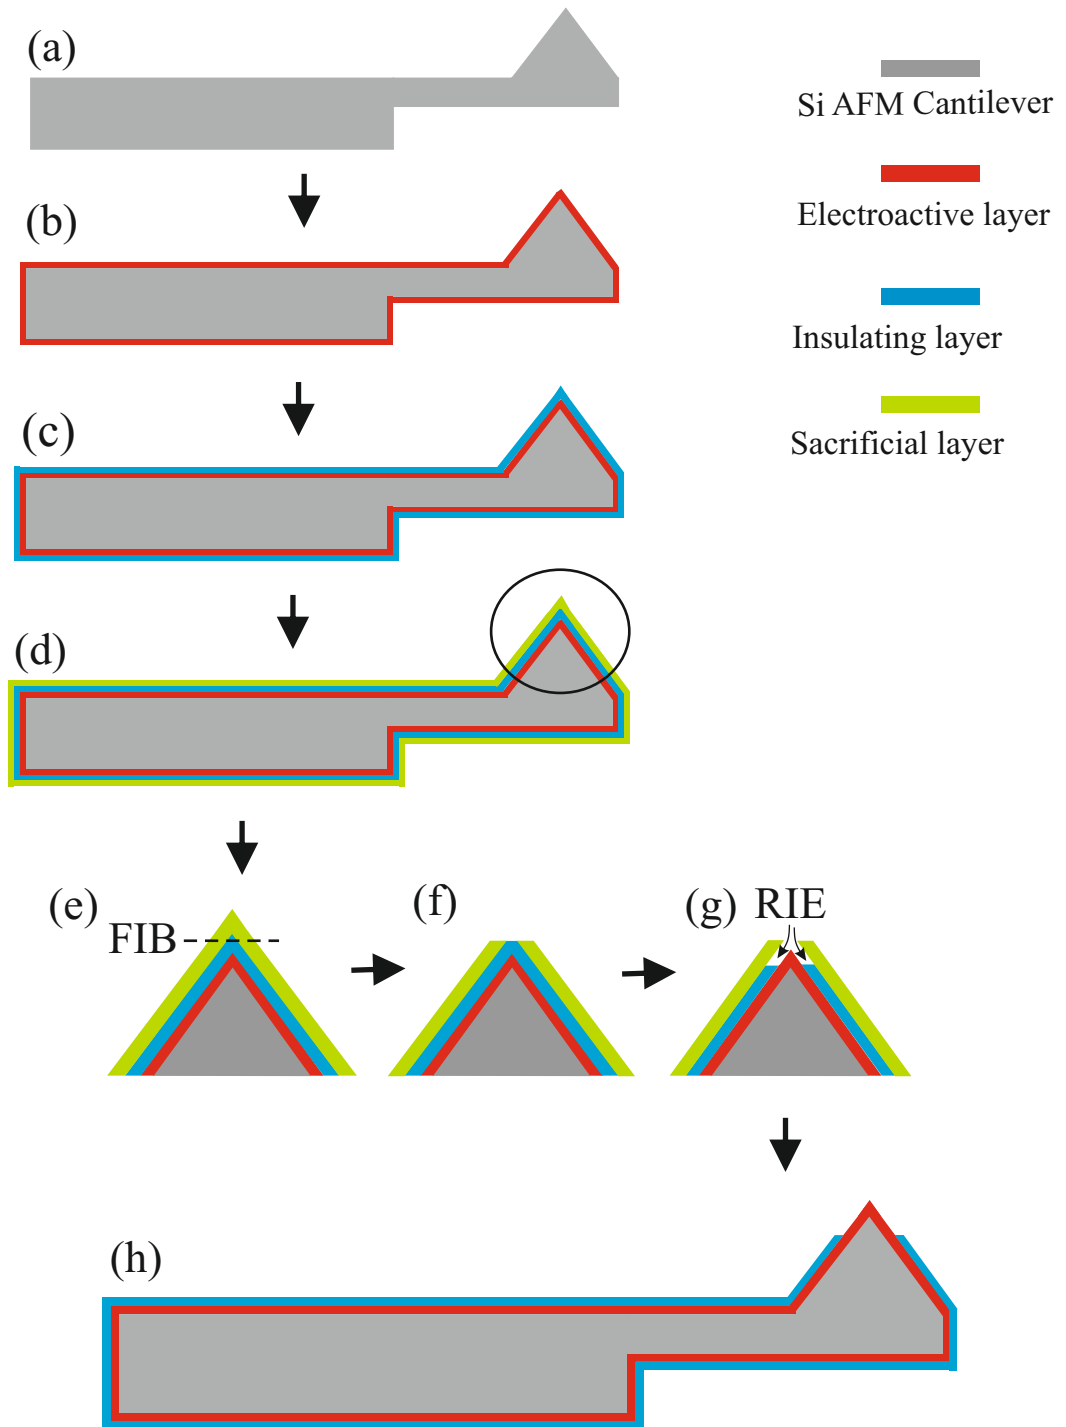 (a)
Si AFM Cantilever
Electroactive layer
(b)
Insulating layer
(c)
Sacrificial layer
(d)
(e)
FIB
(f)
(g)
RIE
(h)